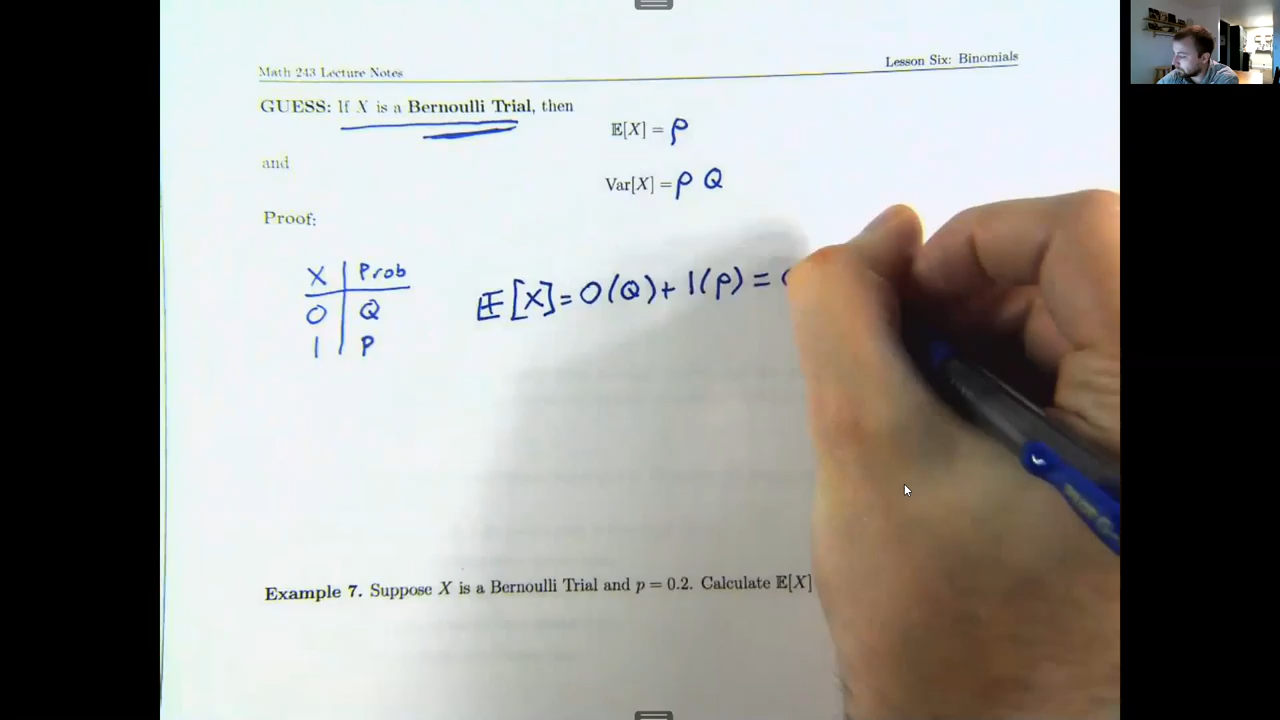 Math 243 Lecture Notes
Lesson Six: Binomials
GUESS: If X is a Bernoulli Trial, then
E[X] = p
and
Var[X] = p Q
Proof:
X | Prob
0 | Q
1 | P
E[X] = 0(Q) + 1(p) =
Example 7. Suppose X is a Bernoulli Trial and p = 0.2. Calculate E[X]